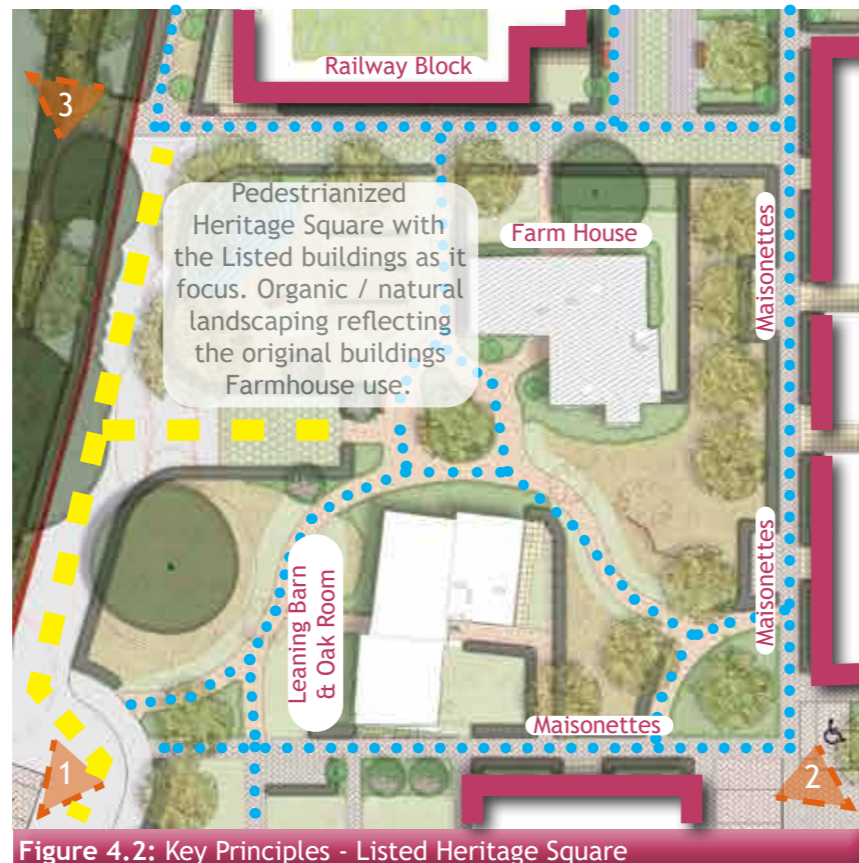 Railway Block
3
Pedestrianized
Heritage Square with
the Listed buildings as it
focus. Organic / natural
landscaping reflecting
the original buildings
Farmhouse use.
Farm House
Maisonettes
Maisonettes
Leaning Barn
& Oak Room
Maisonettes
1
2
Figure 4.2: Key Principles - Listed Heritage Square